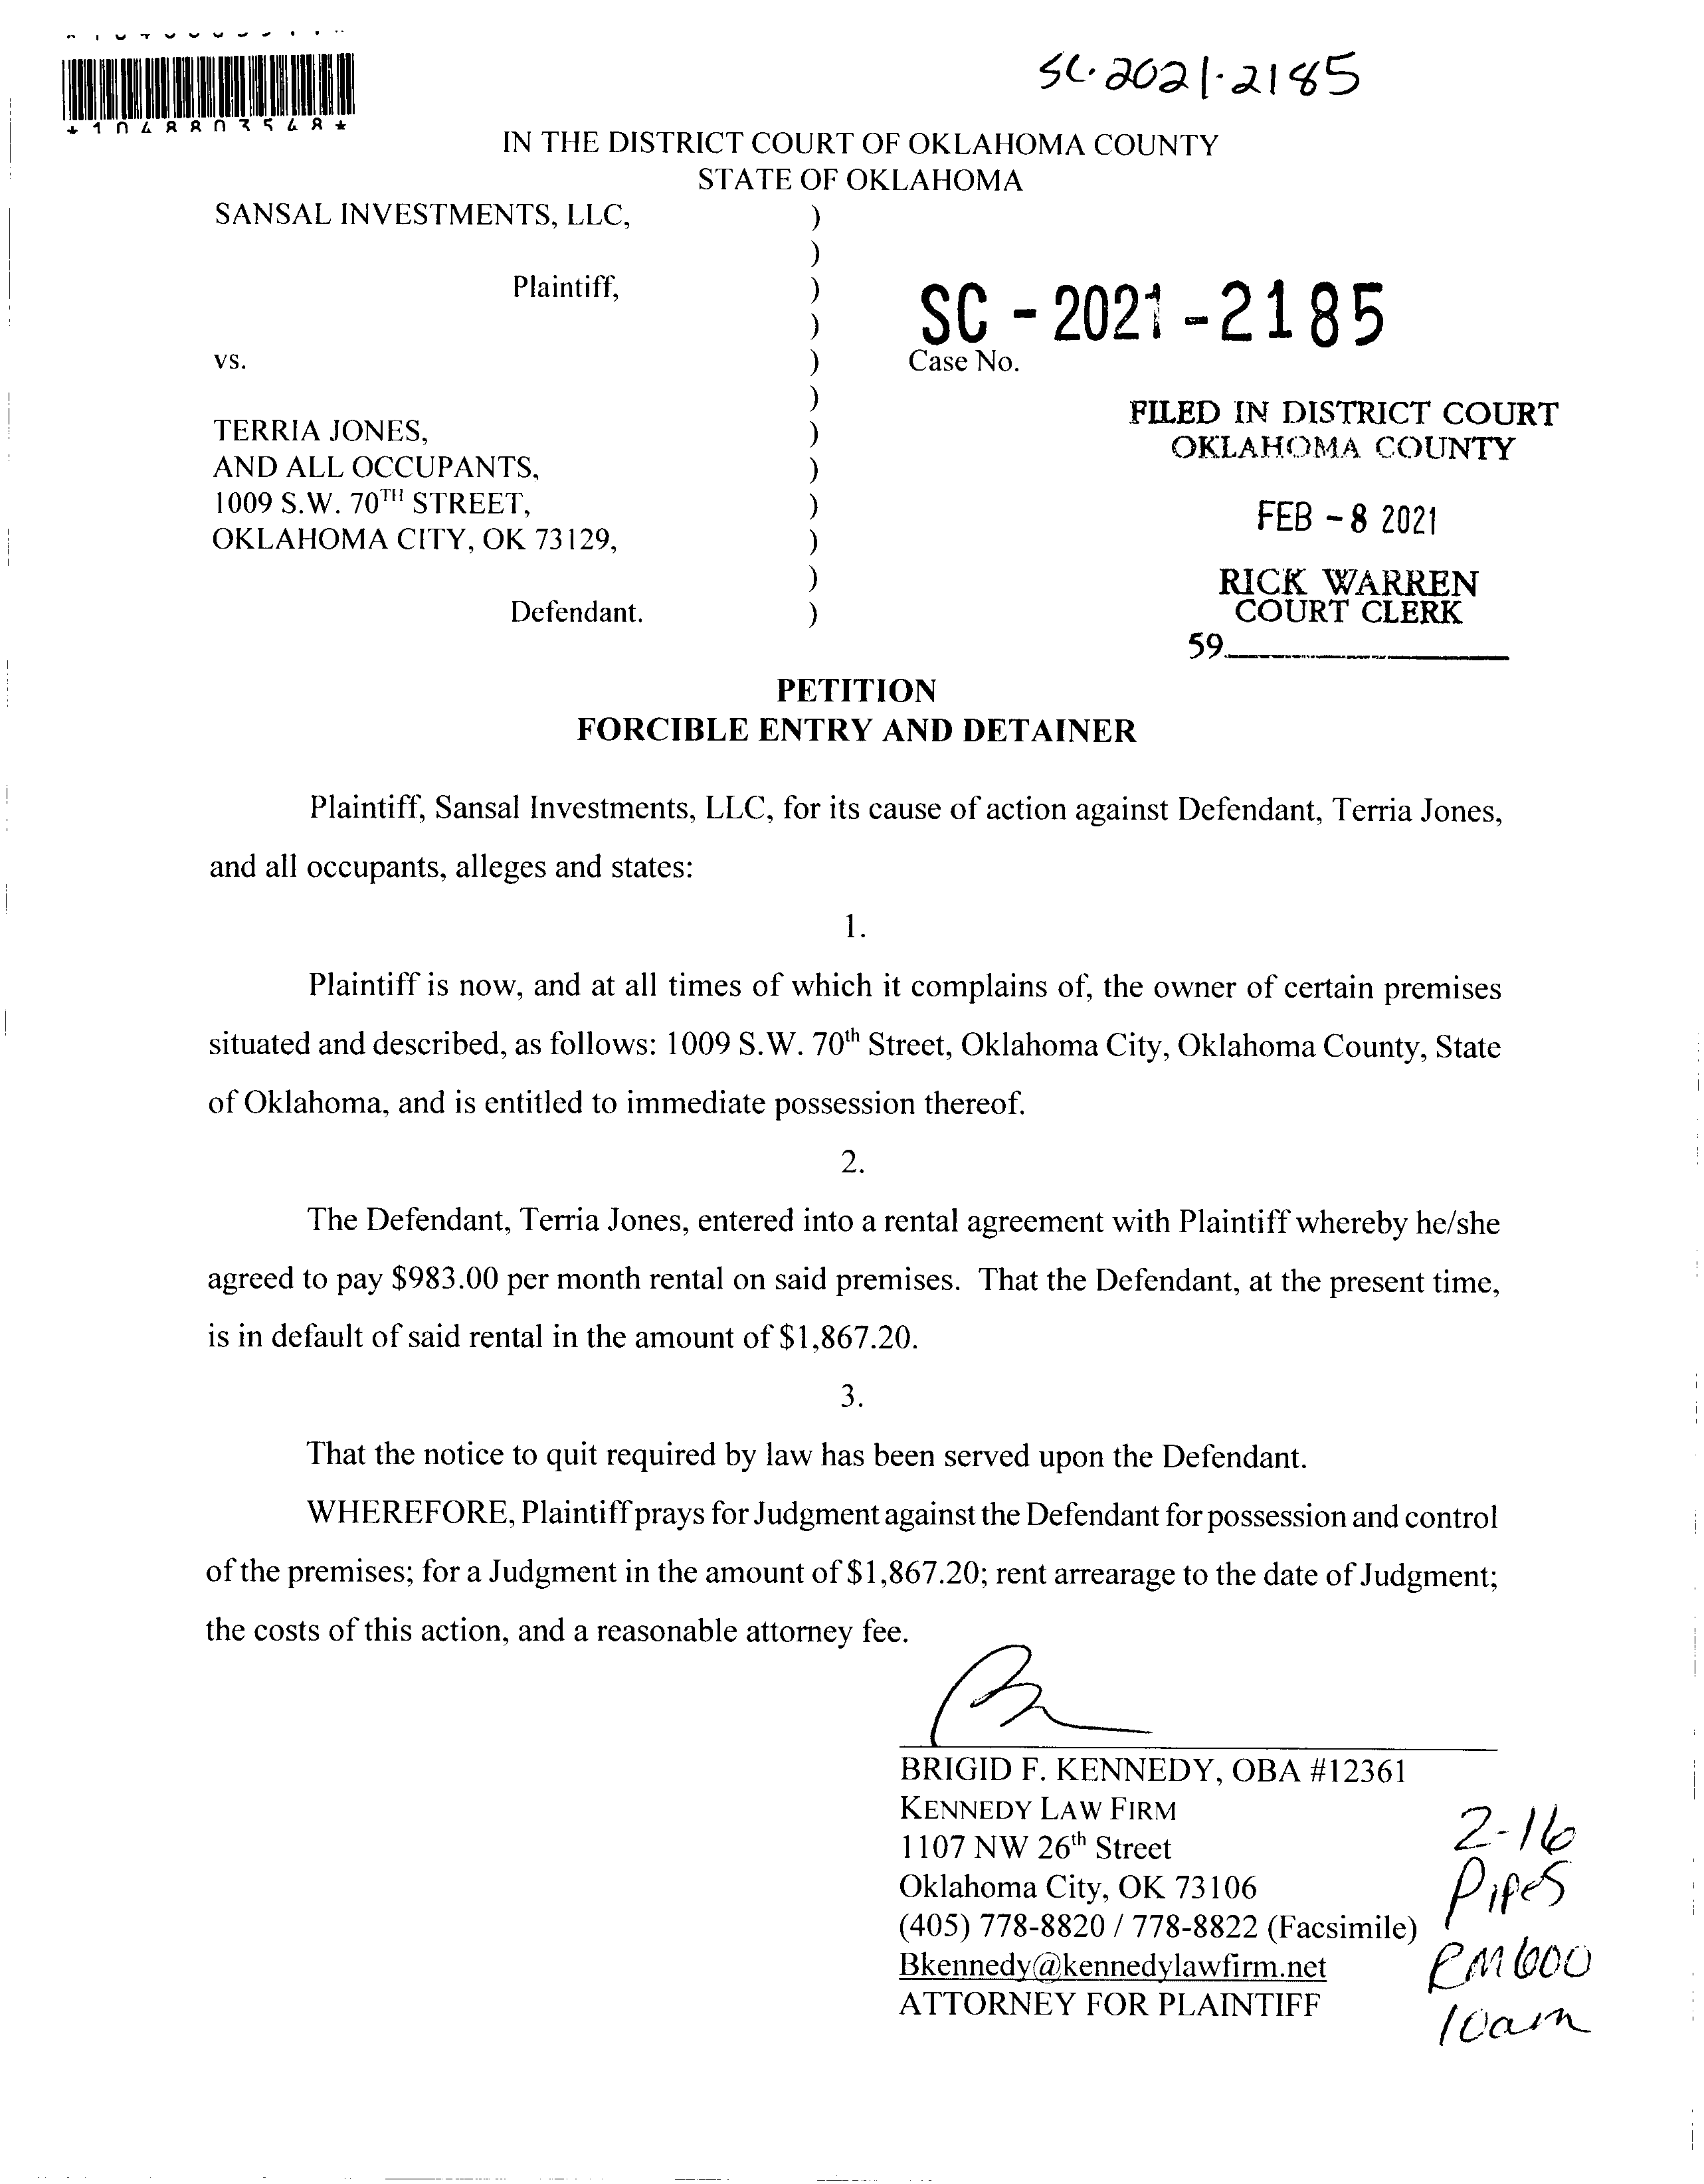 *1048803548*
SC-2021-2185
IN THE DISTRICT COURT OF OKLAHOMA COUNTY
STATE OF OKLAHOMA
SANSAL INVESTMENTS, LLC, )
)
Plaintiff, )
)
SC - 2021 - 2185
vs. ) Case No.
)
FILED IN DISTRICT COURT
OKLAHOMA COUNTY
TERRIA JONES, )
AND ALL OCCUPANTS, )
1009 S.W. 70TH STREET, )
FEB - 8 2021
OKLAHOMA CITY, OK 73129, )
)
RICK WARREN
COURT CLERK
Defendant. )
59
PETITION
FORCIBLE ENTRY AND DETAINER
Plaintiff, Sansal Investments, LLC, for its cause of action against Defendant, Terria Jones,
and all occupants, alleges and states:
1.
Plaintiff is now, and at all times of which it complains of, the owner of certain premises
situated and described, as follows: 1009 S.W. 70th Street, Oklahoma City, Oklahoma County, State
of Oklahoma, and is entitled to immediate possession thereof.
2.
The Defendant, Terria Jones, entered into a rental agreement with Plaintiff whereby he/she
agreed to pay $983.00 per month rental on said premises. That the Defendant, at the present time,
is in default of said rental in the amount of $1,867.20.
3.
That the notice to quit required by law has been served upon the Defendant.
WHEREFORE, Plaintiff prays for Judgment against the Defendant for possession and control
of the premises; for a Judgment in the amount of $1,867.20; rent arrearage to the date of Judgment;
the costs of this action, and a reasonable attorney fee.
BRIGID F. KENNEDY, OBA #12361
KENNEDY LAW FIRM
1107 NW 26th Street
Oklahoma City, OK 73106
(405) 778-8820 / 778-8822 (Facsimile)
Bkennedy@kennedylawfirm.net
ATTORNEY FOR PLAINTIFF
2-16
Pipes
RM 600
10am